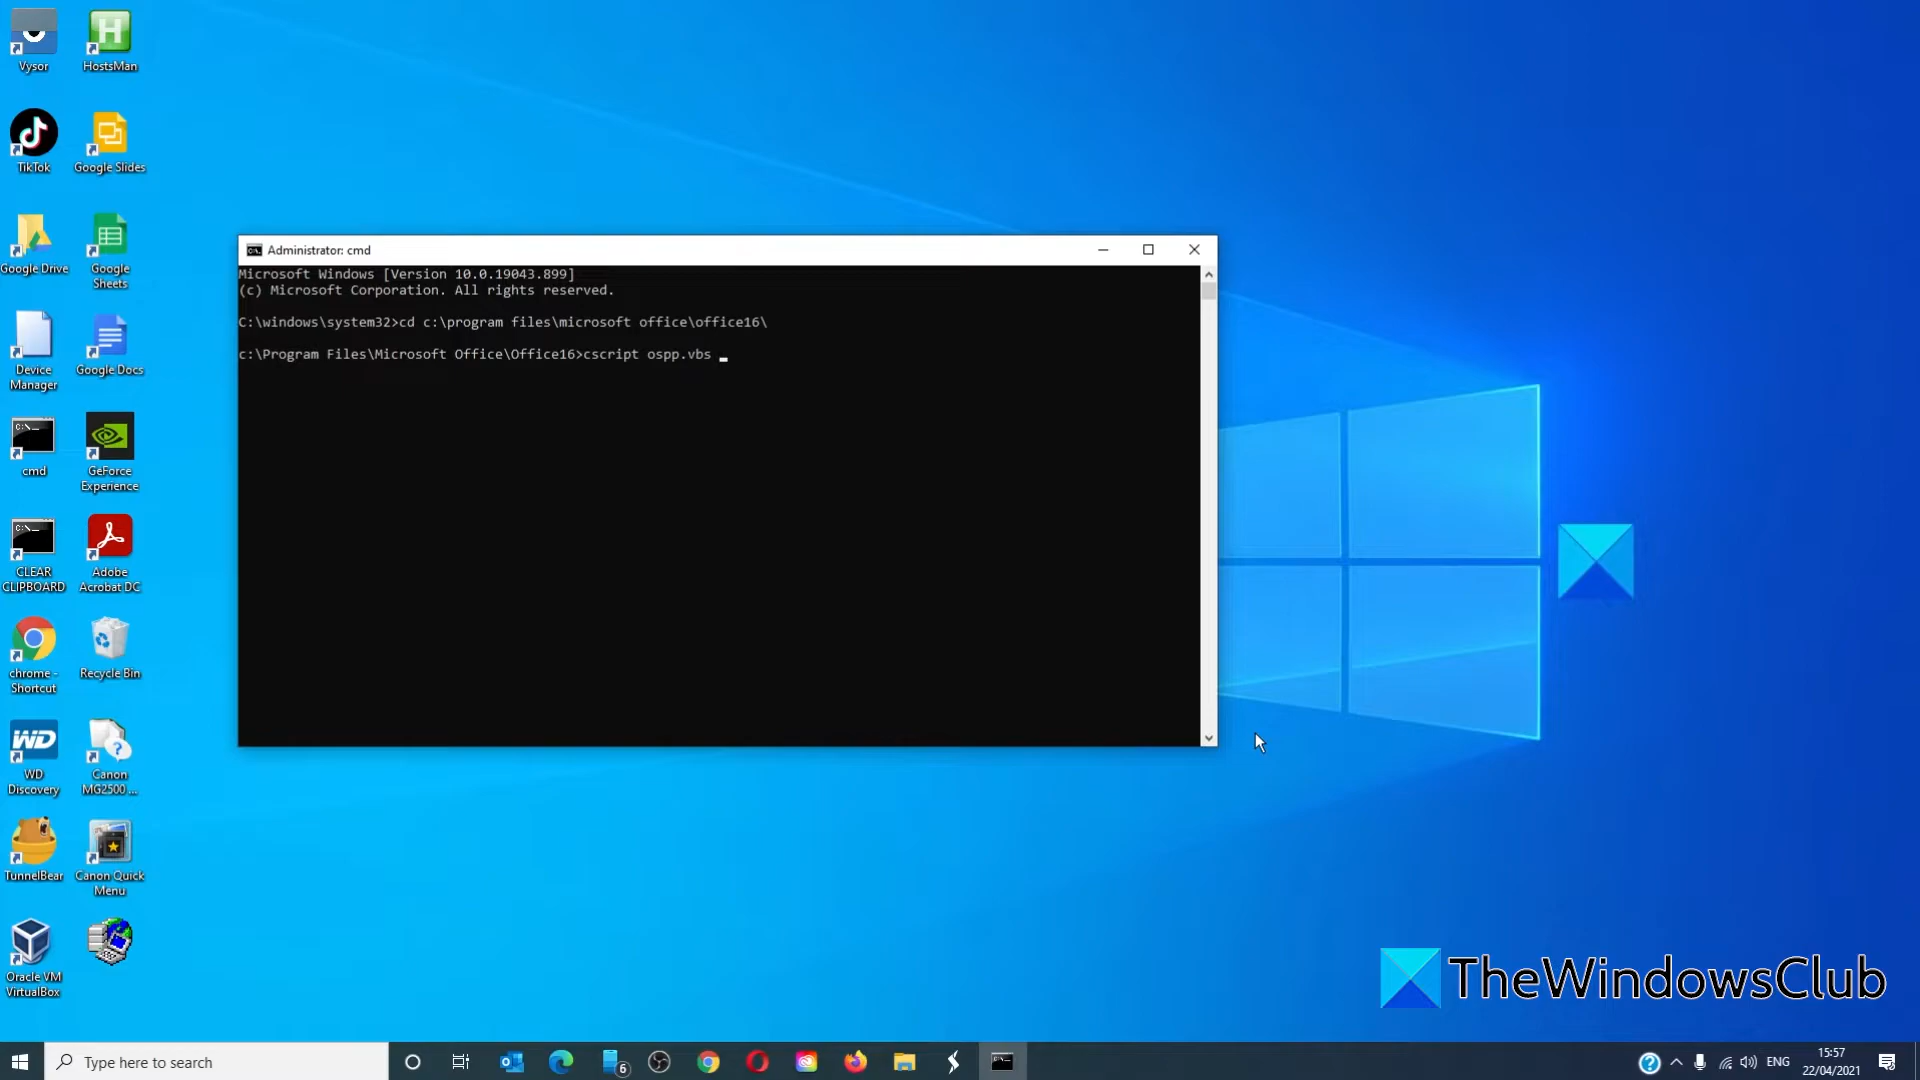 Vysor
HostsMan
TikTok
Google Slides
Google Drive
Google
Sheets
Device
Manager
Google Docs
cmd
GeForce
Experience
CLEAR
CLIPBOARD
Adobe
Acrobat DC
chrome -
Shortcut
Recycle Bin
WD
WD
Discovery
Canon
MG2500 ...
TunnelBear
Canon Quick
Menu
Oracle VM
VirtualBox
Administrator: cmd
Microsoft Windows [Version 10.0.19043.899]
(c) Microsoft Corporation. All rights reserved.
C:\windows\system32>cd c:\program files\microsoft office\office16\
c:\Program Files\Microsoft Office\Office16>cscript ospp.vbs _
TheWindowsClub
Type here to search
6
ENG
15:57
22/04/2021